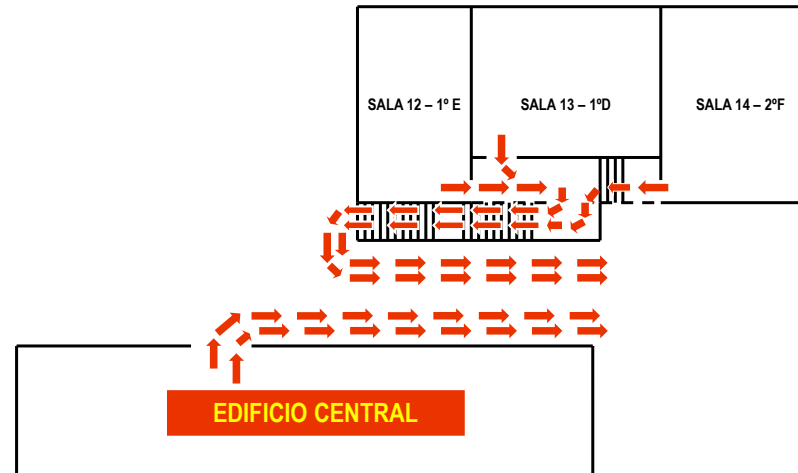 SALA 12 – 1º E
SALA 13 – 1ºD
SALA 14 – 2ºF
EDIFICIO CENTRAL